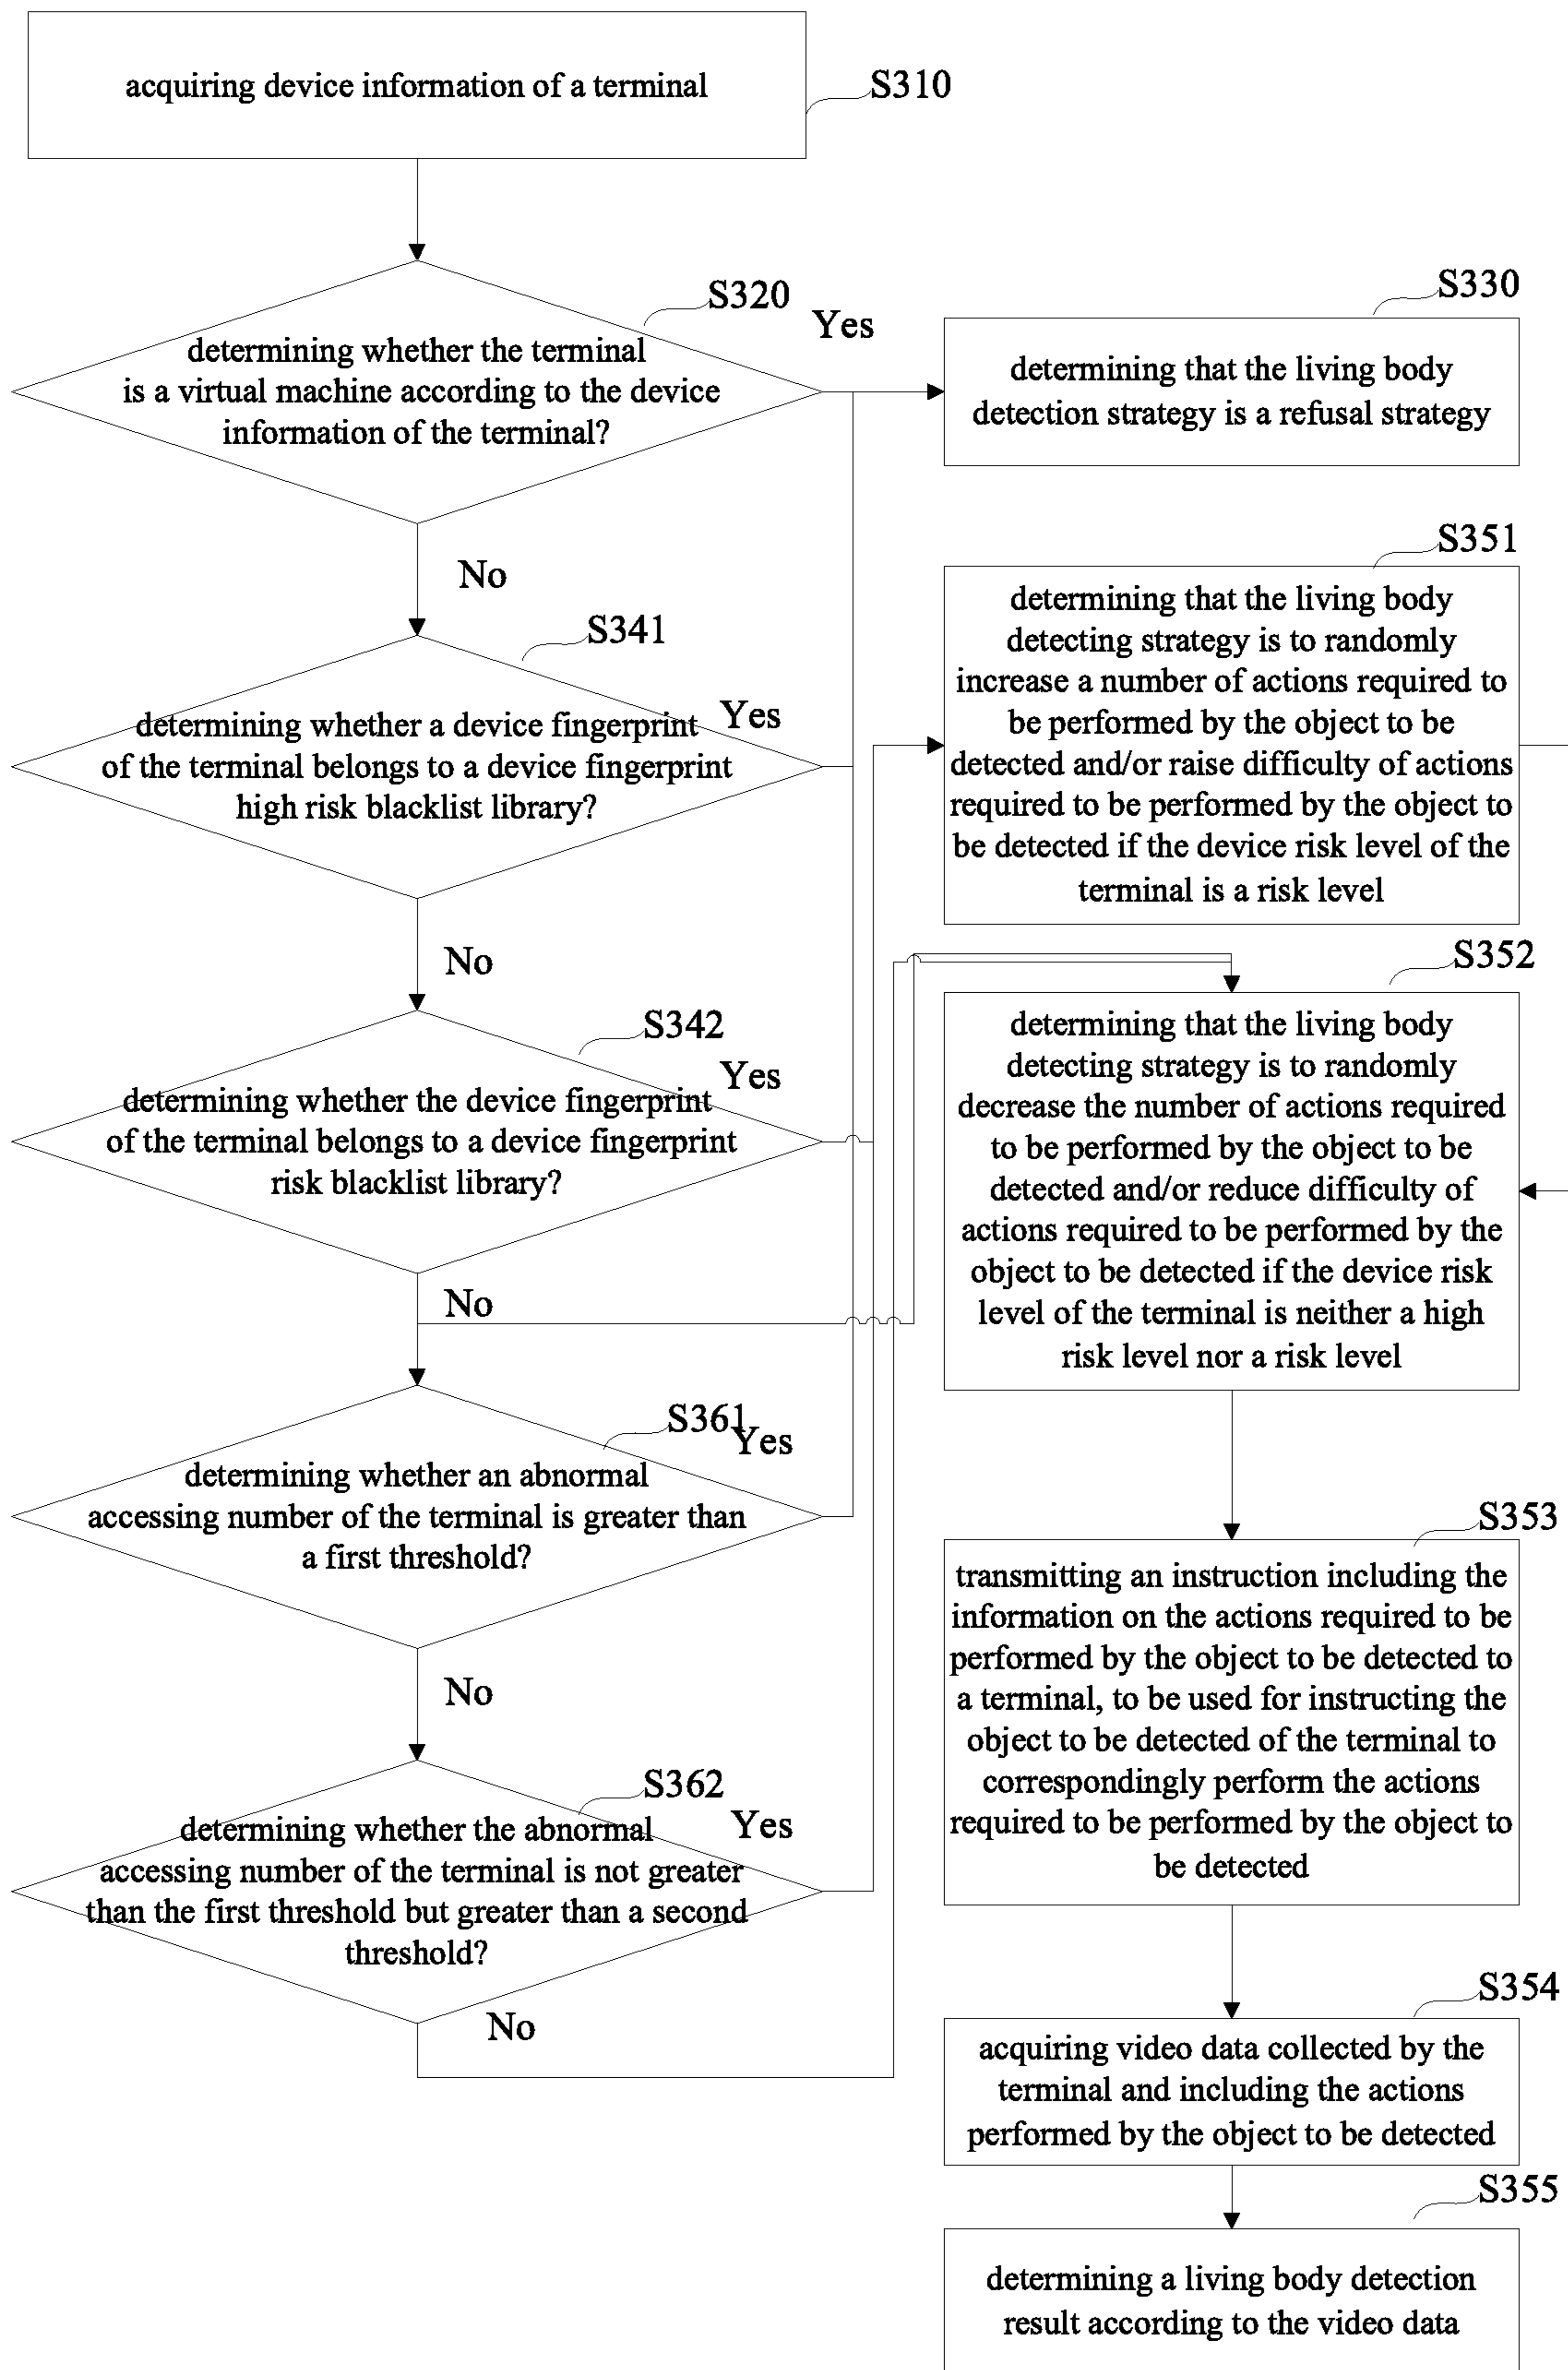 acquiring device information of a terminal
S310
S320
Yes
determining whether the terminal
is a virtual machine according to the device
information of the terminal?
No
S330
determining that the living body
detection strategy is a refusal strategy
S341
Yes
determining whether a device fingerprint
of the terminal belongs to a device fingerprint
high risk blacklist library?
No
S351
determining that the living body
detecting strategy is to randomly
increase a number of actions required to
be performed by the object to be
detected and/or raise difficulty of actions
required to be performed by the object to
be detected if the device risk level of the
terminal is a risk level
S342
Yes
determining whether the device fingerprint
of the terminal belongs to a device fingerprint
risk blacklist library?
No
S352
determining that the living body
detecting strategy is to randomly
decrease the number of actions required
to be performed by the object to be
detected and/or reduce difficulty of
actions required to be performed by the
object to be detected if the device risk
level of the terminal is neither a high
risk level nor a risk level
S361
Yes
determining whether an abnormal
accessing number of the terminal is greater than
a first threshold?
No
S353
transmitting an instruction including the
information on the actions required to be
performed by the object to be detected to
a terminal, to be used for instructing the
object to be detected of the terminal to
correspondingly perform the actions
required to be performed by the object to
be detected
S362
Yes
determining whether the abnormal
accessing number of the terminal is not greater
than the first threshold but greater than a second
threshold?
No
S354
acquiring video data collected by the
terminal and including the actions
performed by the object to be detected
S355
determining a living body detection
result according to the video data